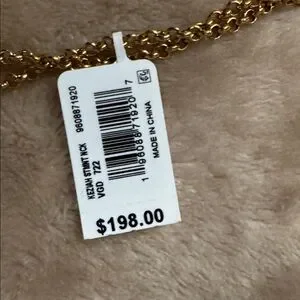 9608871920
KEZIAH STMNT NCK
VGD 722
1 96088 71920 7
MADE IN CHINA
$198.00